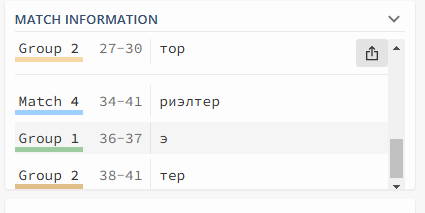 MATCH INFORMATION
Group 2 27-30 тор
Match 4 34-41 риэлтер
Group 1 36-37 э
Group 2 38-41 тер